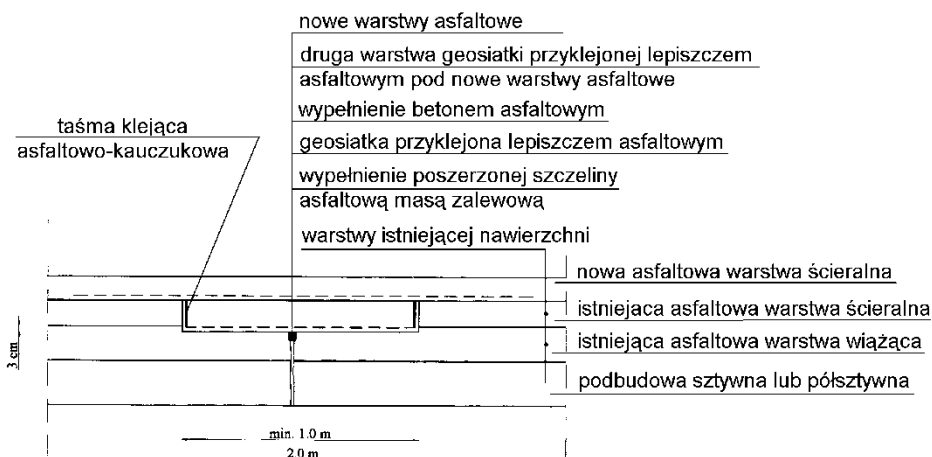 nowe warstwy asfaltowe
druga warstwa geosiatki przyklejonej lepiszczem
asfaltowym pod nowe warstwy asfaltowe
wypełnienie betonem asfaltowym
taśma klejąca
asfaltowo-kauczukowa
geosiatka przyklejona lepiszczem asfaltowym
wypełnienie poszerzonej szczeliny
asfaltową masą zalewową
warstwy istniejącej nawierzchni
nowa asfaltowa warstwa ścieralna
istniejaca asfaltowa warstwa ścieralna
istniejąca asfaltowa warstwa wiążąca
podbudowa sztywna lub półsztywna
3 cm
min. 1.0 m
2.0 m